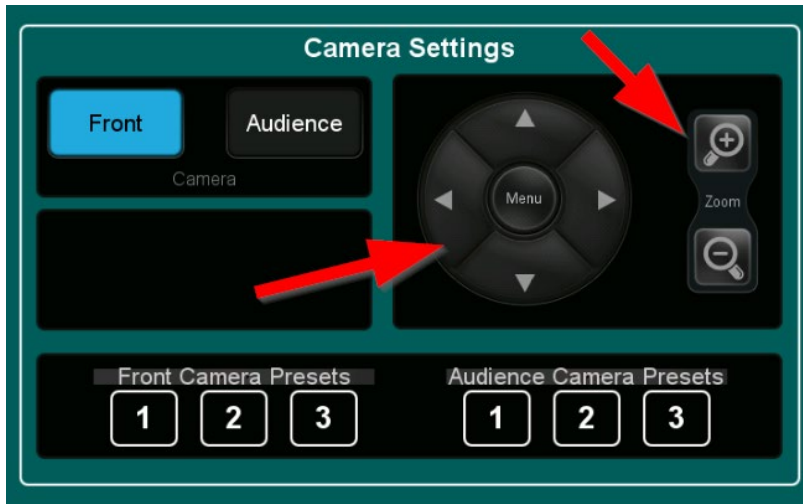 Camera Settings
Front
Audience
Camera
Menu
Zoom
Front Camera Presets
1 2 3
Audience Camera Presets
1 2 3